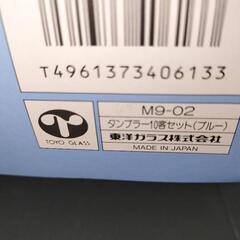 T4961373406133
M9-02
タンブラー10客セット(ブルー)
東洋ガラス株式会社
MADE IN JAPAN
TOYO GLASS